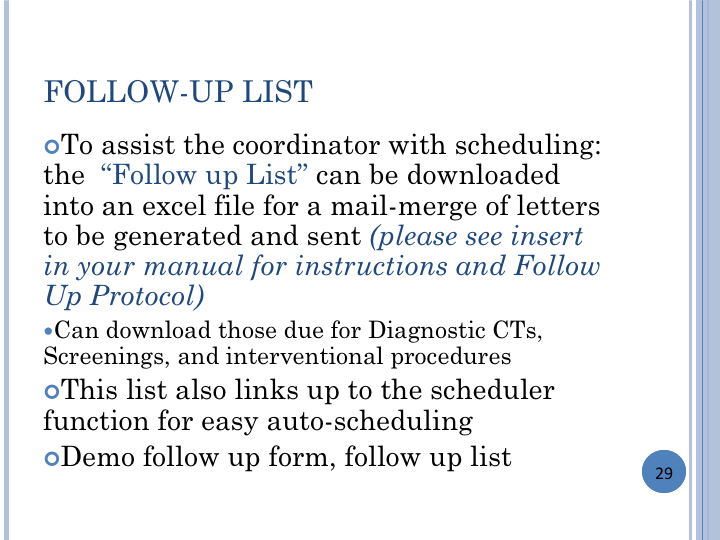 FOLLOW-UP LIST
To assist the coordinator with scheduling:
the “Follow up List” can be downloaded
into an excel file for a mail-merge of letters
to be generated and sent (please see insert
in your manual for instructions and Follow
Up Protocol)
Can download those due for Diagnostic CTs,
Screenings, and interventional procedures
This list also links up to the scheduler
function for easy auto-scheduling
Demo follow up form, follow up list
29